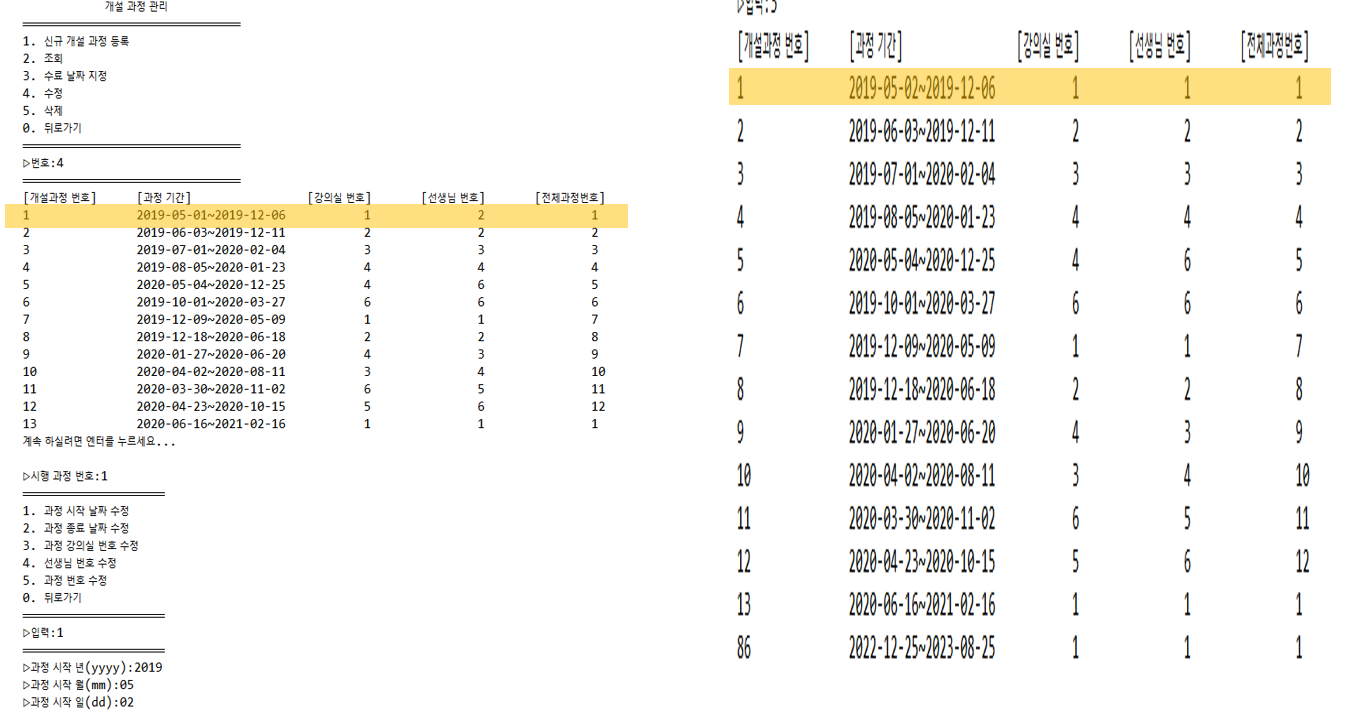 개설 과정 관리
1. 신규 개설 과정 등록
2. 조회
3. 수료 날짜 지정
4. 수정
5. 삭제
0. 뒤로가기
▷번호:4
[개설과정 번호] [과정 기간] [강의실 번호] [선생님 번호] [전체과정번호]
1 2019-05-01~2019-12-06 1 2 1
2 2019-06-03~2019-12-11 2 2 2
3 2019-07-01~2020-02-04 3 3 3
4 2019-08-05~2020-01-23 4 4 4
5 2020-05-04~2020-12-25 4 6 5
6 2019-10-01~2020-03-27 6 6 6
7 2019-12-09~2020-05-09 1 1 7
8 2019-12-18~2020-06-18 2 2 8
9 2020-01-27~2020-06-20 4 3 9
10 2020-04-02~2020-08-11 3 4 10
11 2020-03-30~2020-11-02 6 5 11
12 2020-04-23~2020-10-15 5 6 12
13 2020-06-16~2021-02-16 1 1 1
계속 하실려면 엔터를 누르세요...
▷시행 과정 번호:1
1. 과정 시작 날짜 수정
2. 과정 종료 날짜 수정
3. 과정 강의실 번호 수정
4. 선생님 번호 수정
5. 과정 번호 수정
0. 뒤로가기
▷입력:1
▷과정 시작 년(yyyy):2019
▷과정 시작 월(mm):05
▷과정 시작 일(dd):02
▷입력:5
[개설과정 번호] [과정 기간] [강의실 번호] [선생님 번호] [전체과정번호]
1 2019-05-02~2019-12-06 1 1 1
2 2019-06-03~2019-12-11 2 2 2
3 2019-07-01~2020-02-04 3 3 3
4 2019-08-05~2020-01-23 4 4 4
5 2020-05-04~2020-12-25 4 6 5
6 2019-10-01~2020-03-27 6 6 6
7 2019-12-09~2020-05-09 1 1 7
8 2019-12-18~2020-06-18 2 2 8
9 2020-01-27~2020-06-20 4 3 9
10 2020-04-02~2020-08-11 3 4 10
11 2020-03-30~2020-11-02 6 5 11
12 2020-04-23~2020-10-15 5 6 12
13 2020-06-16~2021-02-16 1 1 1
86 2022-12-25~2023-08-25 1 1 1